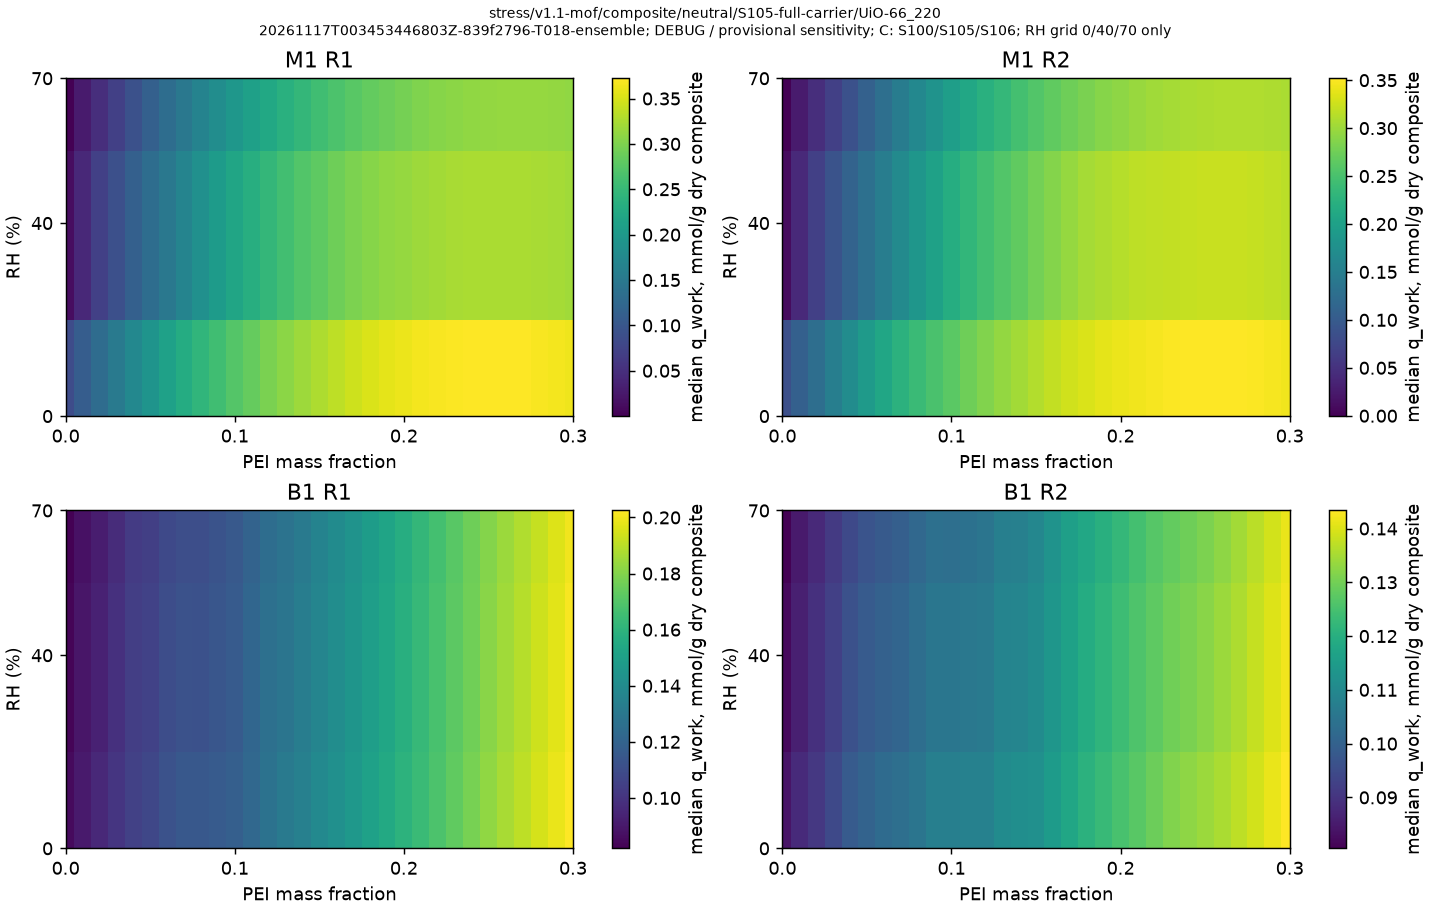 stress/v1.1-mof/composite/neutral/S105-full-carrier/UiO-66_220
20261117T003453446803Z-839f2796-T018-ensemble; DEBUG / provisional sensitivity; C: S100/S105/S106; RH grid 0/40/70 only
M1 R1
70
40
0
RH (%)
0.0 0.1 0.2 0.3
PEI mass fraction
0.35
0.30
0.25
0.20
0.15
0.10
0.05
median q_work, mmol/g dry composite
M1 R2
70
40
0
RH (%)
0.0 0.1 0.2 0.3
PEI mass fraction
0.35
0.30
0.25
0.20
0.15
0.10
0.05
0.00
median q_work, mmol/g dry composite
B1 R1
70
40
0
RH (%)
0.0 0.1 0.2 0.3
PEI mass fraction
0.20
0.18
0.16
0.14
0.12
0.10
median q_work, mmol/g dry composite
B1 R2
70
40
0
RH (%)
0.0 0.1 0.2 0.3
PEI mass fraction
0.14
0.13
0.12
0.11
0.10
0.09
median q_work, mmol/g dry composite